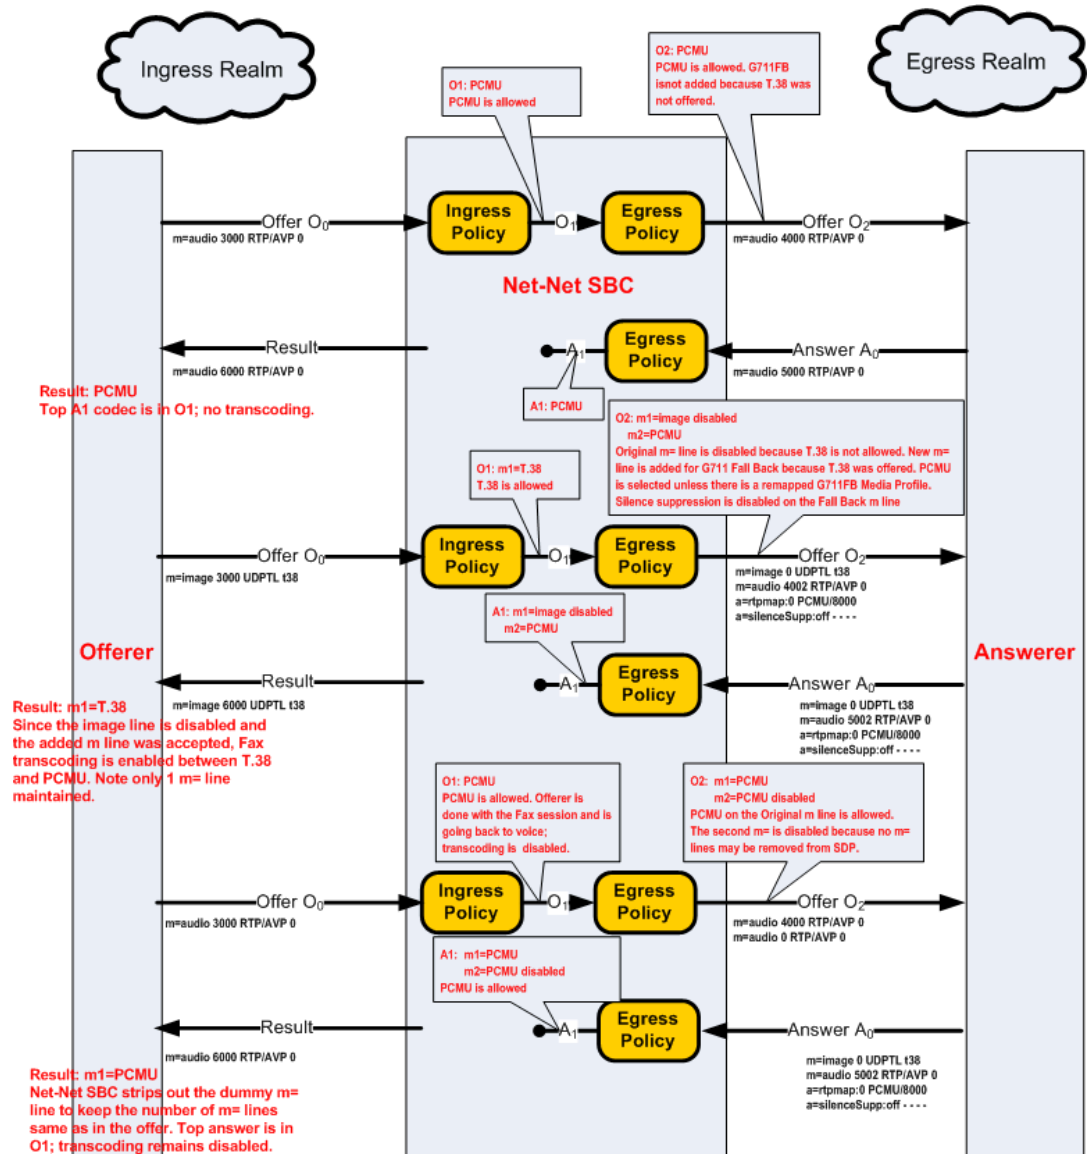 Ingress Realm
Egress Realm
O1: PCMU
PCMU is allowed
O2: PCMU
PCMU is allowed. G711FB
isnot added because T.38 was
not offered.
Offer O0
m=audio 3000 RTP/AVP 0
Ingress
Policy
O1
Egress
Policy
Offer O2
m=audio 4000 RTP/AVP 0
Net-Net SBC
Result
m=audio 6000 RTP/AVP 0
A1
Egress
Policy
Answer A0
m=audio 5000 RTP/AVP 0
Result: PCMU
Top A1 codec is in O1; no transcoding.
A1: PCMU
O2: m1=image disabled
m2=PCMU
Original m= line is disabled because T.38 is not allowed. New m=
line is added for G711 Fall Back because T.38 was offered. PCMU
is selected unless there is a remapped G711FB Media Profile.
Silence suppression is disabled on the Fall Back m line
O1: m1=T.38
T.38 is allowed
Offer O0
m=image 3000 UDPTL t38
Ingress
Policy
O1
Egress
Policy
Offer O2
m=image 0 UDPTL t38
m=audio 4002 RTP/AVP 0
a=rtpmap:0 PCMU/8000
a=silenceSupp:off - - - -
A1: m1=image disabled
m2=PCMU
Offerer
Answerer
Result
m=image 6000 UDPTL t38
A1
Egress
Policy
Answer A0
m=image 0 UDPTL t38
m=audio 5002 RTP/AVP 0
a=rtpmap:0 PCMU/8000
a=silenceSupp:off - - - -
Result: m1=T.38
Since the image line is disabled and
the added m line was accepted, Fax
transcoding is enabled between T.38
and PCMU. Note only 1 m= line
maintained.
O1: PCMU
PCMU is allowed. Offerer is
done with the Fax session and is
going back to voice;
transcoding is disabled.
O2: m1=PCMU
m2=PCMU disabled
PCMU on the Original m line is allowed.
The second m= is disabled because no m=
lines may be removed from SDP.
Offer O0
m=audio 3000 RTP/AVP 0
Ingress
Policy
O1
Egress
Policy
Offer O2
m=audio 4000 RTP/AVP 0
m=audio 0 RTP/AVP 0
A1: m1=PCMU
m2=PCMU disabled
PCMU is allowed
Result
m=audio 6000 RTP/AVP 0
A1
Egress
Policy
Answer A0
m=image 0 UDPTL t38
m=audio 5002 RTP/AVP 0
a=rtpmap:0 PCMU/8000
a=silenceSupp:off - - - -
Result: m1=PCMU
Net-Net SBC strips out the dummy m=
line to keep the number of m= lines
same as in the offer. Top answer is in
O1; transcoding remains disabled.